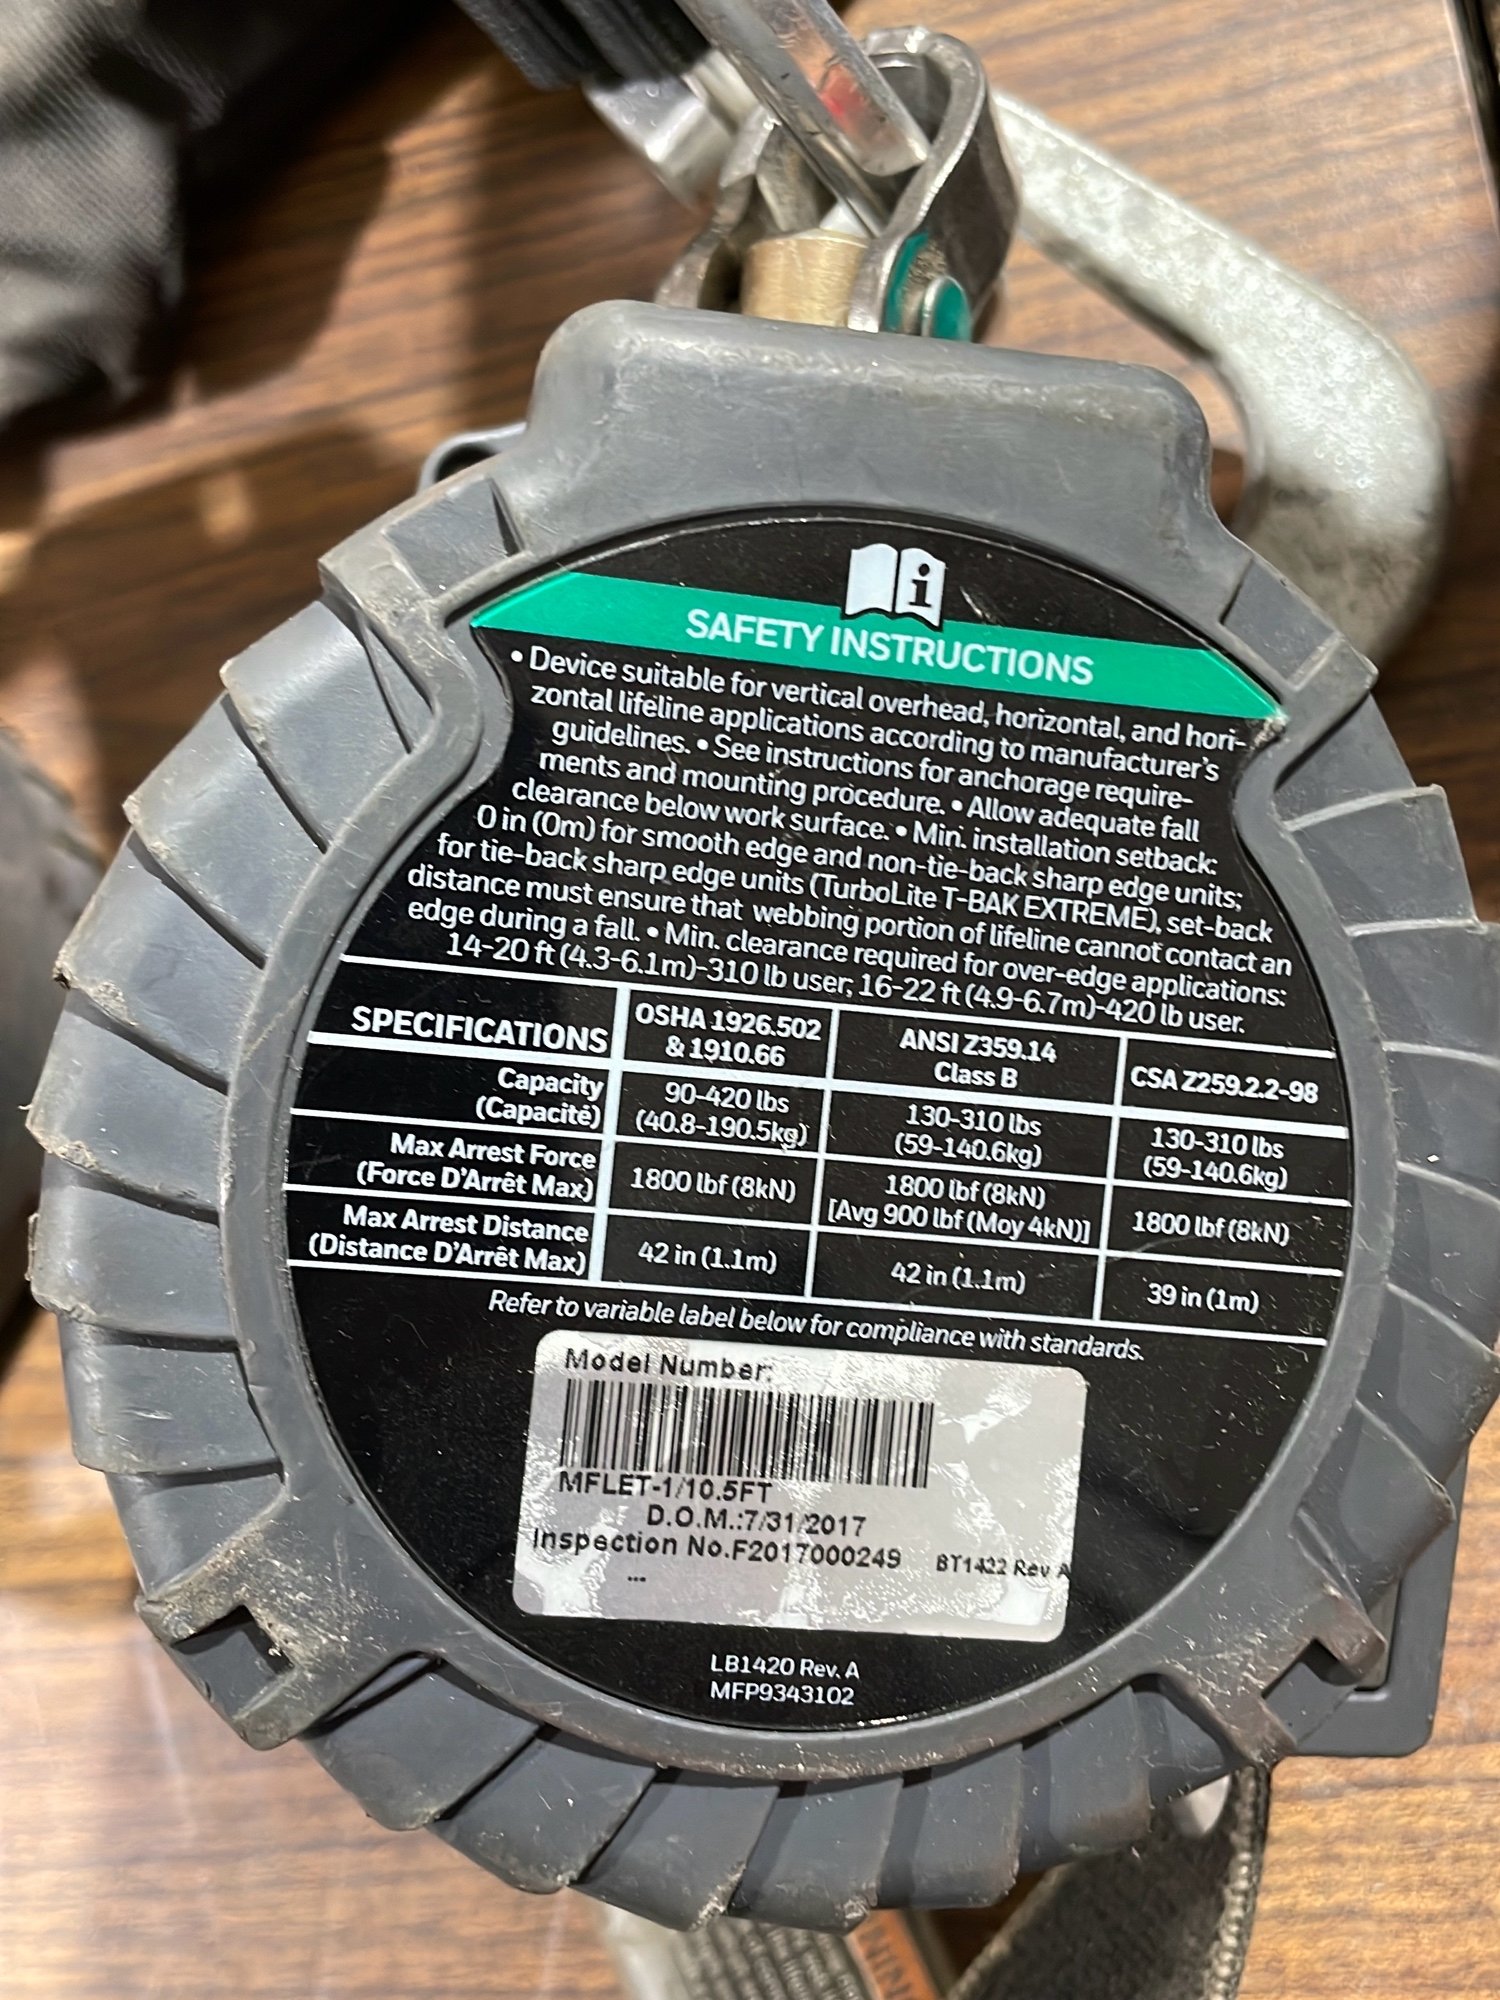 i
SAFETY INSTRUCTIONS
• Device suitable for vertical overhead, horizontal, and hori-
zontal lifeline applications according to manufacturer's
guidelines. • See instructions for anchorage require-
ments and mounting procedure. • Allow adequate fall
clearance below work surface. • Min. installation setback:
0 in (0m) for smooth edge and non-tie-back sharp edge units;
for tie-back sharp edge units (TurboLite T-BAK EXTREME), set-back
distance must ensure that webbing portion of lifeline cannot contact an
edge during a fall. • Min. clearance required for over-edge applications:
14-20 ft (4.3-6.1m)-310 lb user; 16-22 ft (4.9-6.7m)-420 lb user.
SPECIFICATIONS
OSHA 1926.502
& 1910.66
ANSI Z359.14
Class B
CSA Z259.2.2-98
Capacity
(Capacité)
90-420 lbs
(40.8-190.5kg)
130-310 lbs
(59-140.6kg)
130-310 lbs
(59-140.6kg)
Max Arrest Force
(Force D'Arrêt Max)
1800 lbf (8kN)
1800 lbf (8kN)
[Avg 900 lbf (Moy 4kN)]
1800 lbf (8kN)
Max Arrest Distance
(Distance D'Arrêt Max)
42 in (1.1m)
42 in (1.1m)
39 in (1m)
Refer to variable label below for compliance with standards.
Model Number:
MFLET-1/10.5FT
D.O.M.:7/31/2017
Inspection No.F2017000249 BT1422 Rev A
...
LB1420 Rev. A
MFP9343102